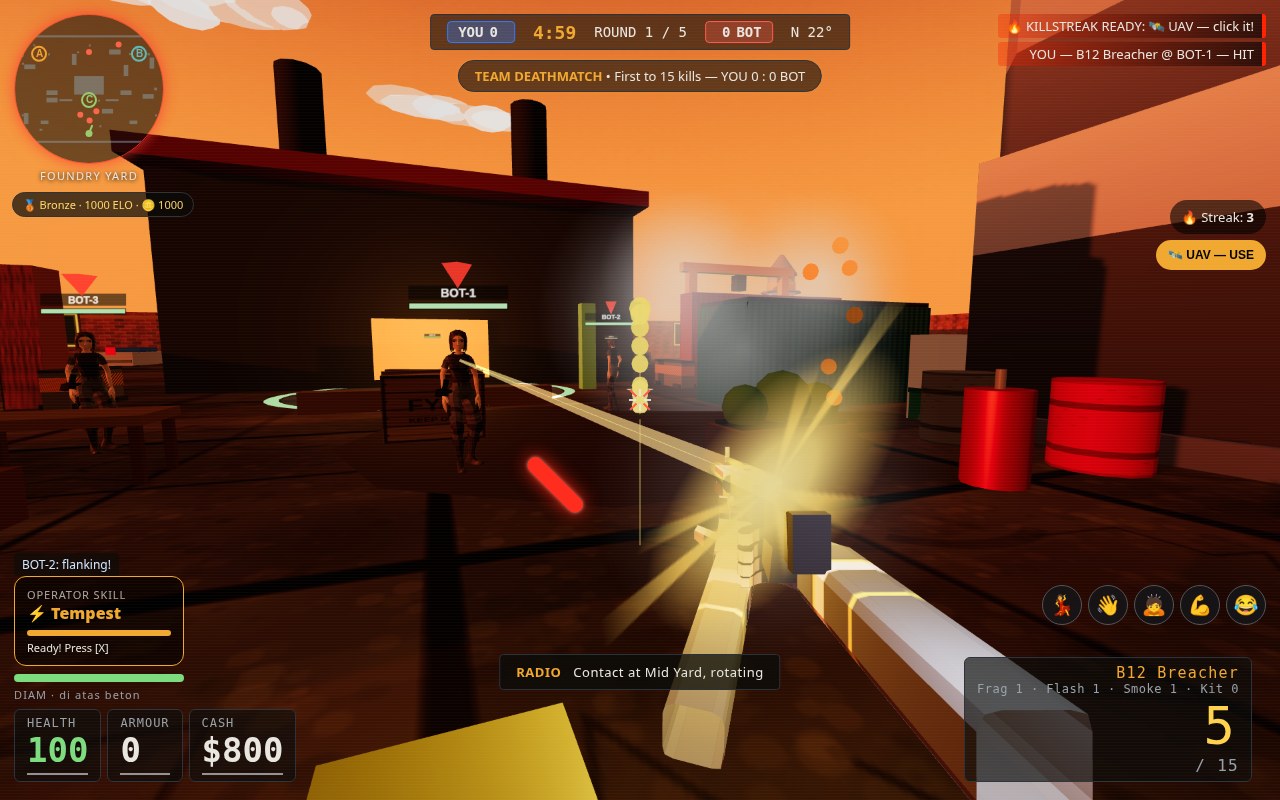 YOU 0
4:59
ROUND 1 / 5
0 BOT
N 22°
TEAM DEATHMATCH • First to 15 kills — YOU 0 : 0 BOT
🔥 KILLSTREAK READY: 🛰️ UAV — click it!
YOU — B12 Breacher @ BOT-1 — HIT
A
B
C
FOUNDRY YARD
🥉 Bronze · 1000 ELO · 🪙 1000
🔥 Streak: 3
🛰️ UAV — USE
BOT-3
BOT-1
BOT-2
BOT-2: flanking!
OPERATOR SKILL
⚡ Tempest
Ready! Press [X]
DIAM · di atas beton
HEALTH
100
ARMOUR
0
CASH
$800
RADIO Contact at Mid Yard, rotating
B12 Breacher
Frag 1 · Flash 1 · Smoke 1 · Kit 0
5
/ 15